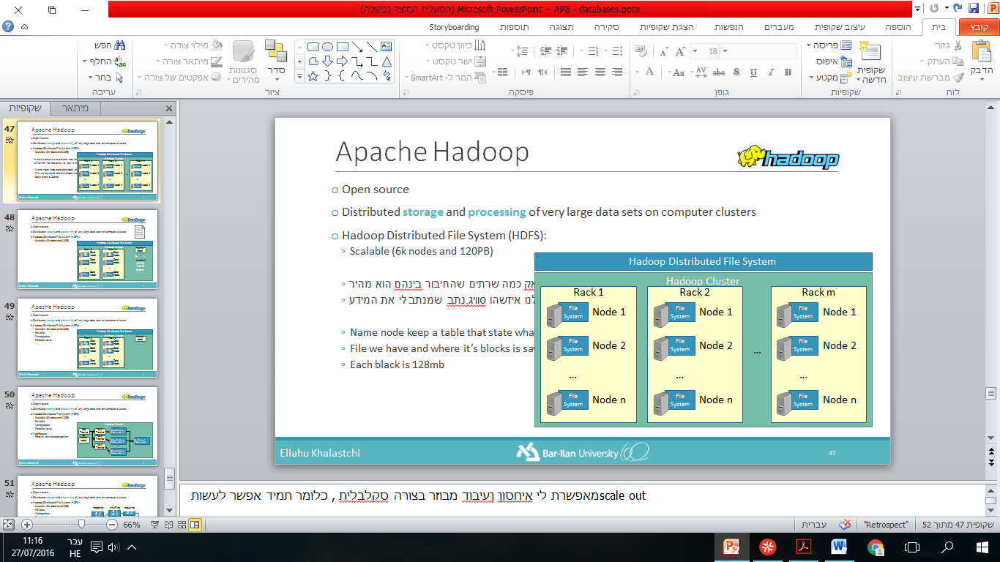 (הפעלת המוצר נכשלה) Microsoft PowerPoint - AP8 - databases.pptx
קובץ בית הוספה עיצוב שקופית מעברים הנפשות הצגת שקופיות סקירה תצוגה תוספות Storyboarding
הדבק
גזור
העתק
מברשת עיצוב
לוח
שקופית חדשה
פריסה
איפוס
מקטע
שקופיות
18
גופן
כיוון טקסט
ישר טקסט
המר ל- SmartArt
פיסקה
סדר
סגנונות מהירים
מילוי צורה
מיתאר צורה
אפקטים של צורה
ציור
חפש
החלף
בחר
עריכה
שקופיות מיתאר
47
Apache Hadoop
48
Apache Hadoop
49
Apache Hadoop
50
Apache Hadoop
51
Apache Hadoop
Apache Hadoop
hadoop
Open source
Distributed storage and processing of very large data sets on computer clusters
Hadoop Distributed File System (HDFS):
Scalable (6k nodes and 120PB)
כמה שרתים שהחיבור בינהם הוא מהיר
איזשהו סוויג,נתב שמנתב לי את המידע
Name node keep a table that state
File we have and where it's blocks is
Each black is 128mb
Hadoop Distributed File System
Hadoop Cluster
Rack 1
File System Node 1
File System Node 2
...
File System Node n
Rack 2
File System Node 1
File System Node 2
...
File System Node n
...
Rack m
File System Node 1
File System Node 2
...
File System Node n
Eliahu Khalastchi
Bar-Ilan University 60
47
מאפשרת לי איחסון ועיבוד מבוזר בצורה סקלבלית , כלומר תמיד אפשר לעשות scale out
שקופית 47 מתוך 52
"Retrospect"
עברית
66%
11:16
27/07/2016
עבר
HE